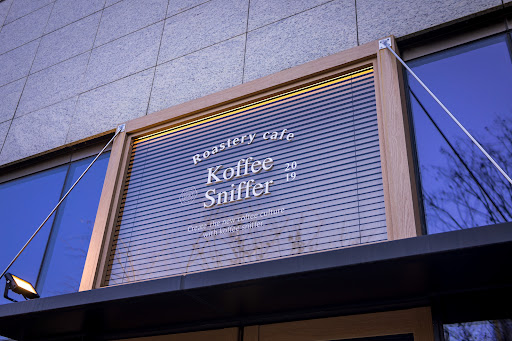 Roastery cafe
Koffee 20
Sniffer 19
Create the new coffee culture
with koffee sniffer.